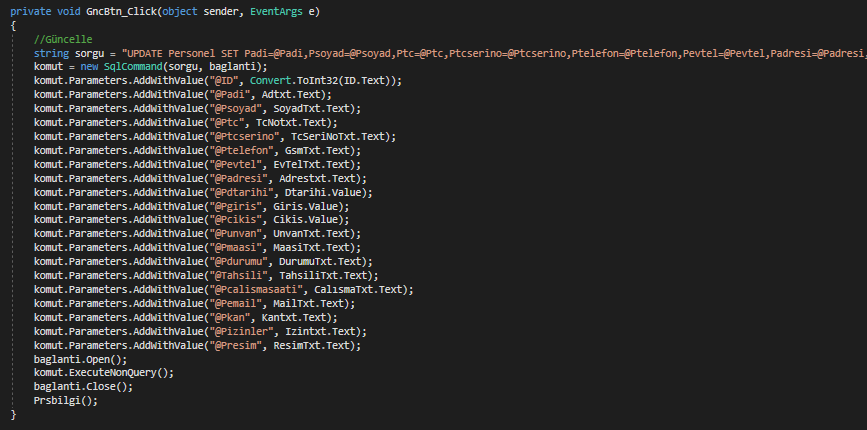 private void GncBtn_Click(object sender, EventArgs e)
{
//Güncelle
string sorgu = "UPDATE Personel SET Padi=@Padi,Psoyad=@Psoyad,Ptc=@Ptc,Ptcserino=@Ptcserino,Ptelefon=@Ptelefon,Pevtel=@Pevtel,Padresi=@Padresi,
komut = new SqlCommand(sorgu, baglanti);
komut.Parameters.AddWithValue("@ID", Convert.ToInt32(ID.Text));
komut.Parameters.AddWithValue("@Padi", Adtxt.Text);
komut.Parameters.AddWithValue("@Psoyad", SoyadTxt.Text);
komut.Parameters.AddWithValue("@Ptc", TcNotxt.Text);
komut.Parameters.AddWithValue("@Ptcserino", TcSeriNoTxt.Text);
komut.Parameters.AddWithValue("@Ptelefon", GsmTxt.Text);
komut.Parameters.AddWithValue("@Pevtel", EvTelTxt.Text);
komut.Parameters.AddWithValue("@Padresi", Adrestxt.Text);
komut.Parameters.AddWithValue("@Pdtarihi", Dtarihi.Value);
komut.Parameters.AddWithValue("@Pgiris", Giris.Value);
komut.Parameters.AddWithValue("@Pcikis", Cikis.Value);
komut.Parameters.AddWithValue("@Punvan", UnvanTxt.Text);
komut.Parameters.AddWithValue("@Pmaasi", MaasiTxt.Text);
komut.Parameters.AddWithValue("@Pdurumu", DurumuTxt.Text);
komut.Parameters.AddWithValue("@Tahsili", TahsiliTxt.Text);
komut.Parameters.AddWithValue("@Pcalismasaati", CalısmaTxt.Text);
komut.Parameters.AddWithValue("@Pemail", MailTxt.Text);
komut.Parameters.AddWithValue("@Pkan", Kantxt.Text);
komut.Parameters.AddWithValue("@Pizinler", Izintxt.Text);
komut.Parameters.AddWithValue("@Presim", ResimTxt.Text);
baglanti.Open();
komut.ExecuteNonQuery();
baglanti.Close();
Prsbilgi();
}